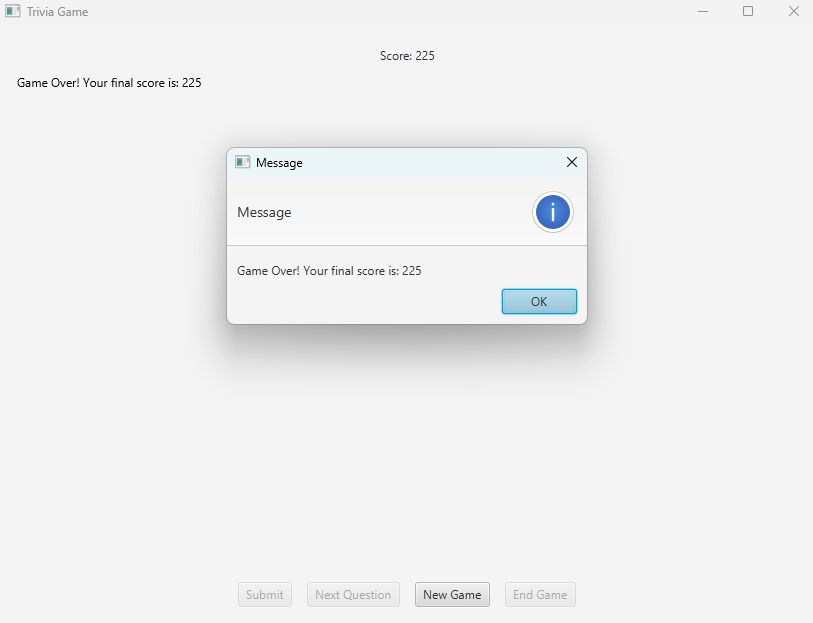 Trivia Game
Score: 225
Game Over! Your final score is: 225
Message
Message
i
Game Over! Your final score is: 225
OK
Submit Next Question New Game End Game